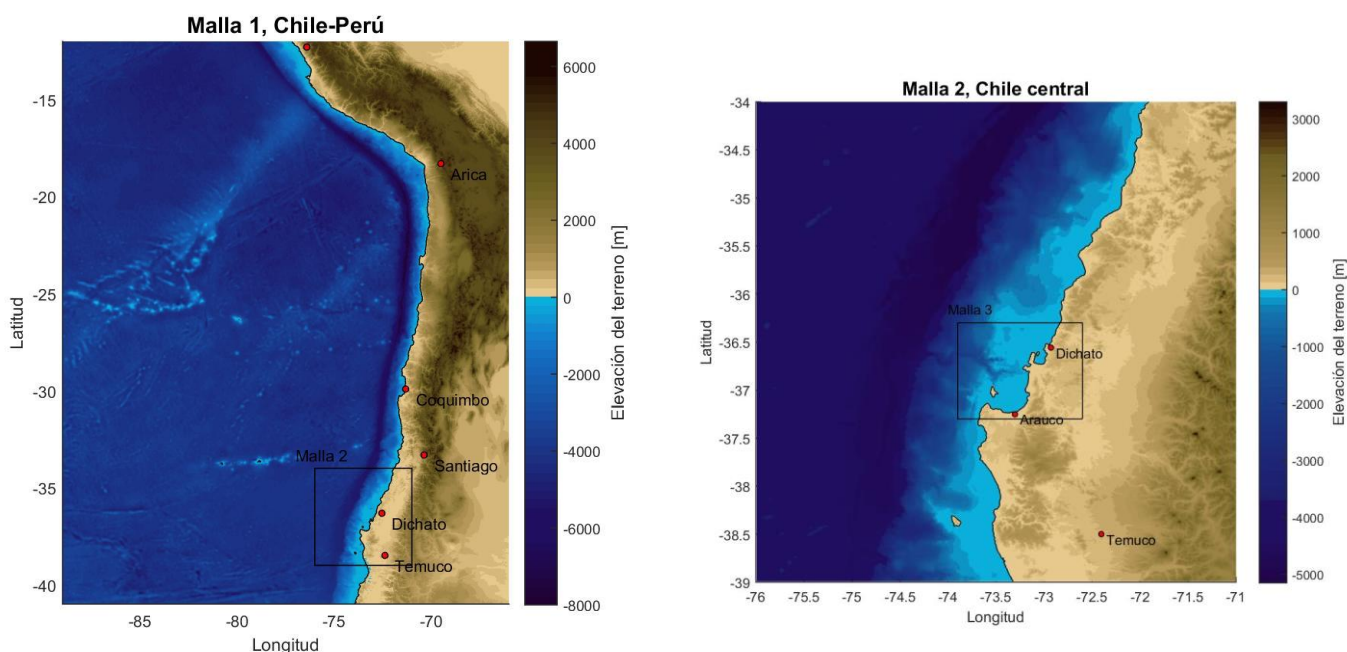 Malla 1, Chile-Perú
-15
-20
-25
-30
-35
-40
Latitud
-85
-80
-75
-70
Longitud
Arica
Coquimbo
Santiago
Malla 2
Dichato
Temuco
6000
4000
2000
0
-2000
-4000
-6000
-8000
Elevación del terreno [m]
Malla 2, Chile central
-34
-34.5
-35
-35.5
-36
-36.5
-37
-37.5
-38
-38.5
-39
Latitud
-76
-75.5
-75
-74.5
-74
-73.5
-73
-72.5
-72
-71.5
-71
Longitud
Malla 3
Dichato
Arauco
Temuco
3000
2000
1000
0
-1000
-2000
-3000
-4000
-5000
Elevación del terreno [m]